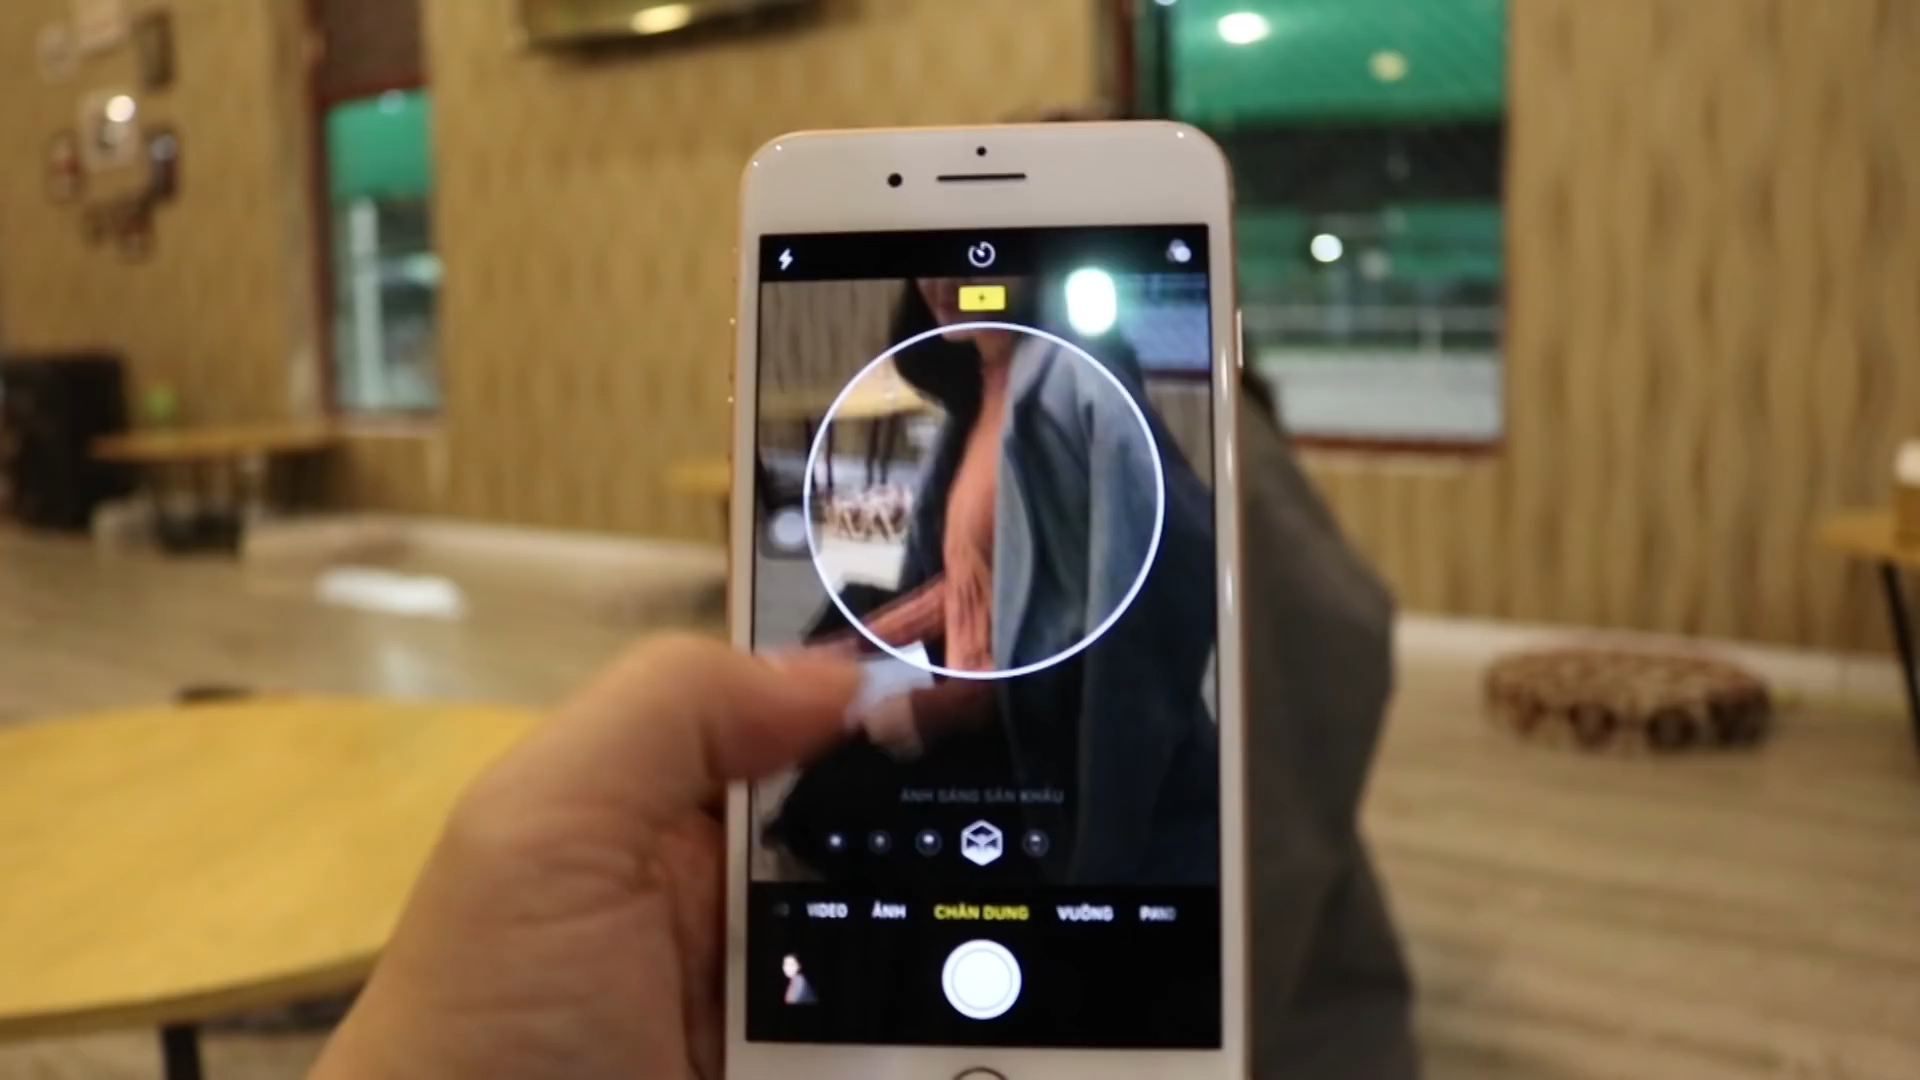 ÁNH SÁNG SÂN KHẤU
VIDEO ẢNH CHÂN DUNG VUÔNG PANO